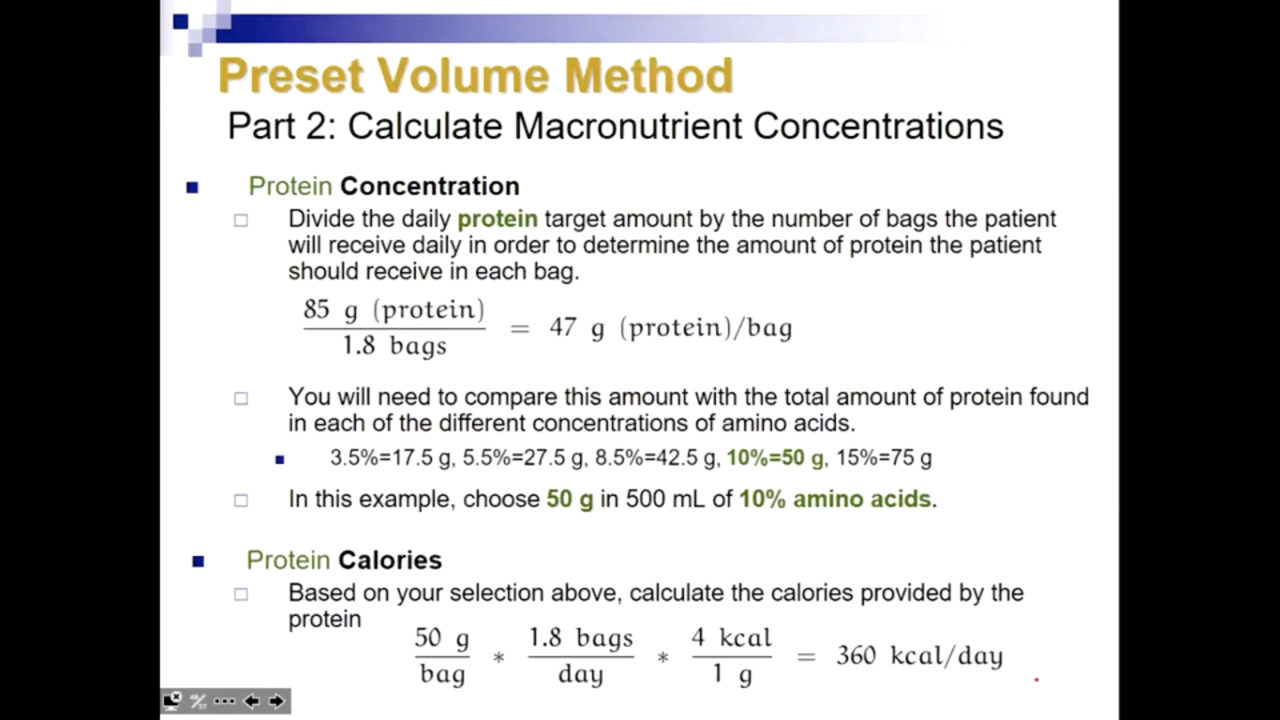 Preset Volume Method
Part 2: Calculate Macronutrient Concentrations
Protein Concentration
Divide the daily protein target amount by the number of bags the patient
will receive daily in order to determine the amount of protein the patient
should receive in each bag.
85 g (protein)
1.8 bags
= 47 g (protein)/bag
You will need to compare this amount with the total amount of protein found
in each of the different concentrations of amino acids.
3.5%=17.5 g, 5.5%=27.5 g, 8.5%=42.5 g, 10%=50 g, 15%=75 g
In this example, choose 50 g in 500 mL of 10% amino acids.
Protein Calories
Based on your selection above, calculate the calories provided by the
protein
50 g
bag
*
1.8 bags
day
*
4 kcal
1 g
= 360 kcal/day